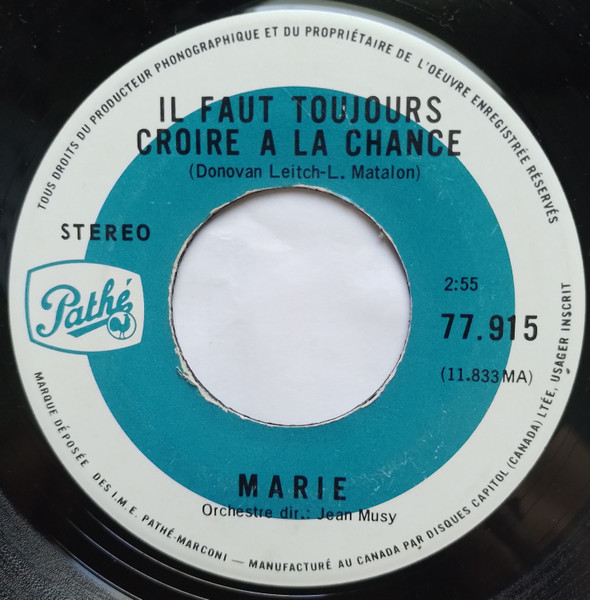 TOUS DROITS DU PRODUCTEUR PHONOGRAPHIQUE ET DU PROPRIÉTAIRE DE L'OEUVRE ENREGISTRÉE RÉSERVÉS
IL FAUT TOUJOURS
CROIRE A LA CHANCE
(Donovan Leitch-L. Matalon)
STEREO
Pathé
2:55
77.915
(11.833 MA)
MARIE
Orchestre dir.: Jean Musy
MARQUE DÉPOSÉE DES I.M.E. PATHÉ-MARCONI — MANUFACTURÉ AU CANADA PAR DISQUES CAPITOL (CANADA) LTÉE, USAGER INSCRIT